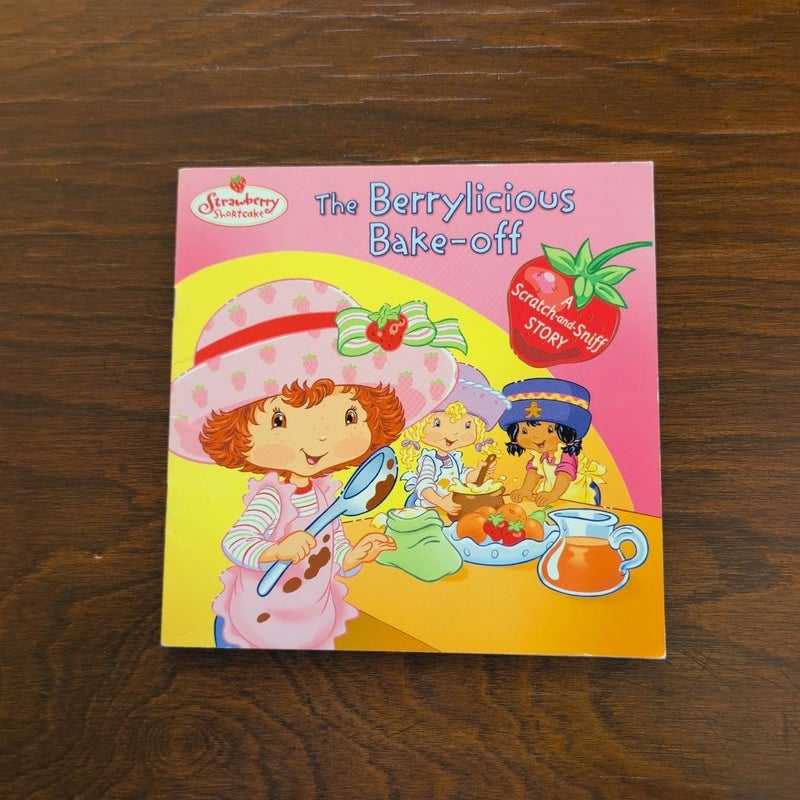 Strawberry
Shortcake
The Berrylicious
Bake-off
A
Scratch-and-Sniff
STORY